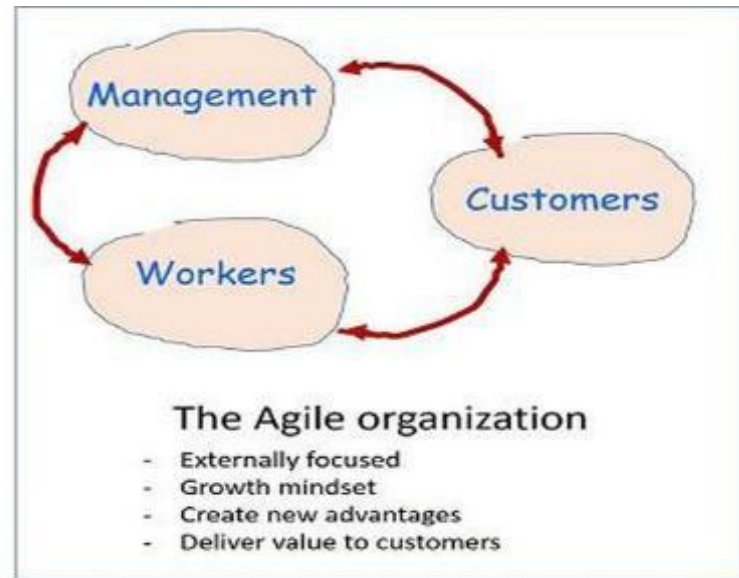 Management
Customers
Workers
The Agile organization
- Externally focused
- Growth mindset
- Create new advantages
- Deliver value to customers